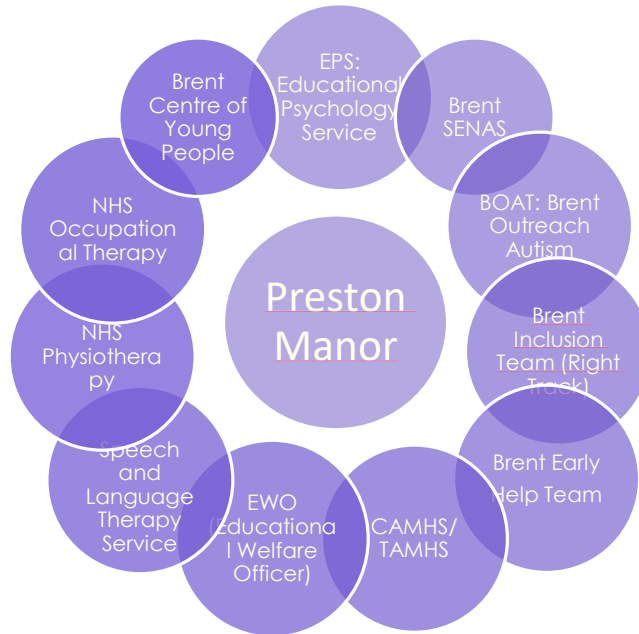 EPS:
Educational
Psychology
Service
Brent
SENAS
BOAT: Brent
Outreach
Autism
Brent
Inclusion
Team (Right
Track)
Brent Early
Help Team
CAMHS/
TAMHS
EWO
(Educationa
l Welfare
Officer)
Speech
and
Language
Therapy
Service
NHS
Physiothera
py
NHS
Occupation
al Therapy
Brent
Centre of
Young
People
Preston
Manor